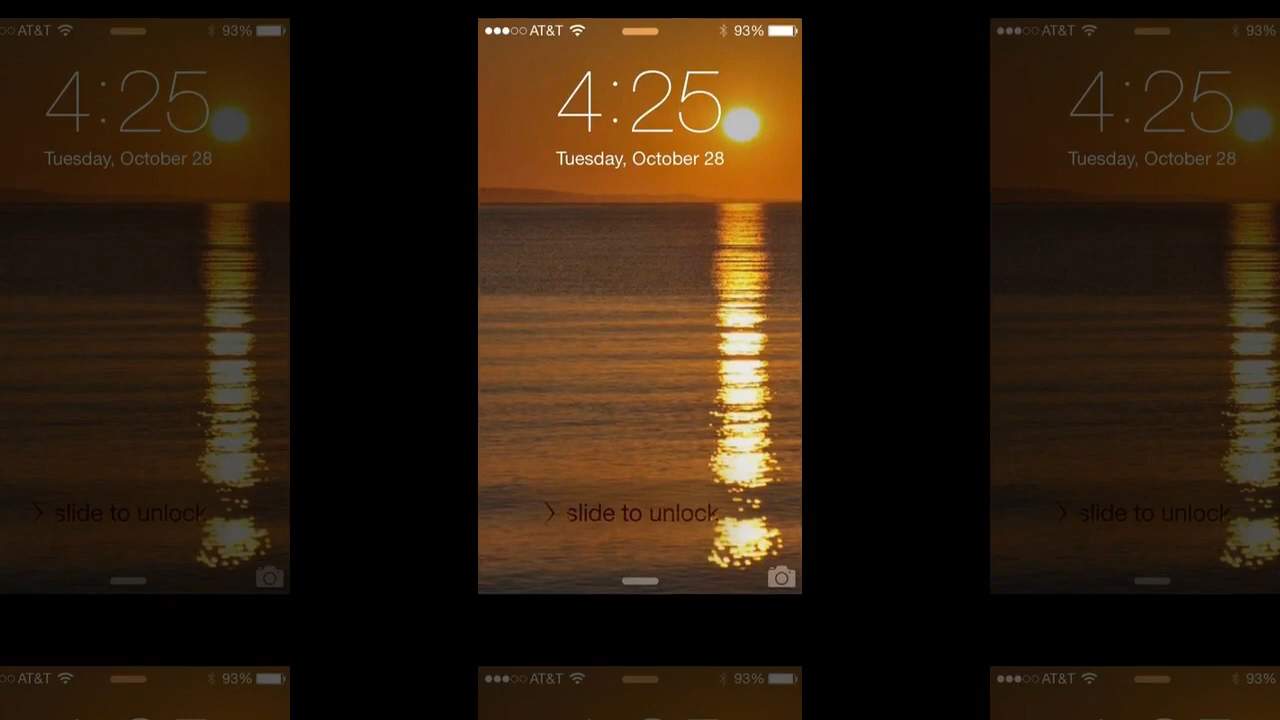 AT&T 93%
AT&T 93%
AT&T 93%
4:25
4:25
4:25
Tuesday, October 28
Tuesday, October 28
Tuesday, October 28
slide to unlock
slide to unlock
slide to unlock
AT&T 93%
AT&T 93%
AT&T 93%